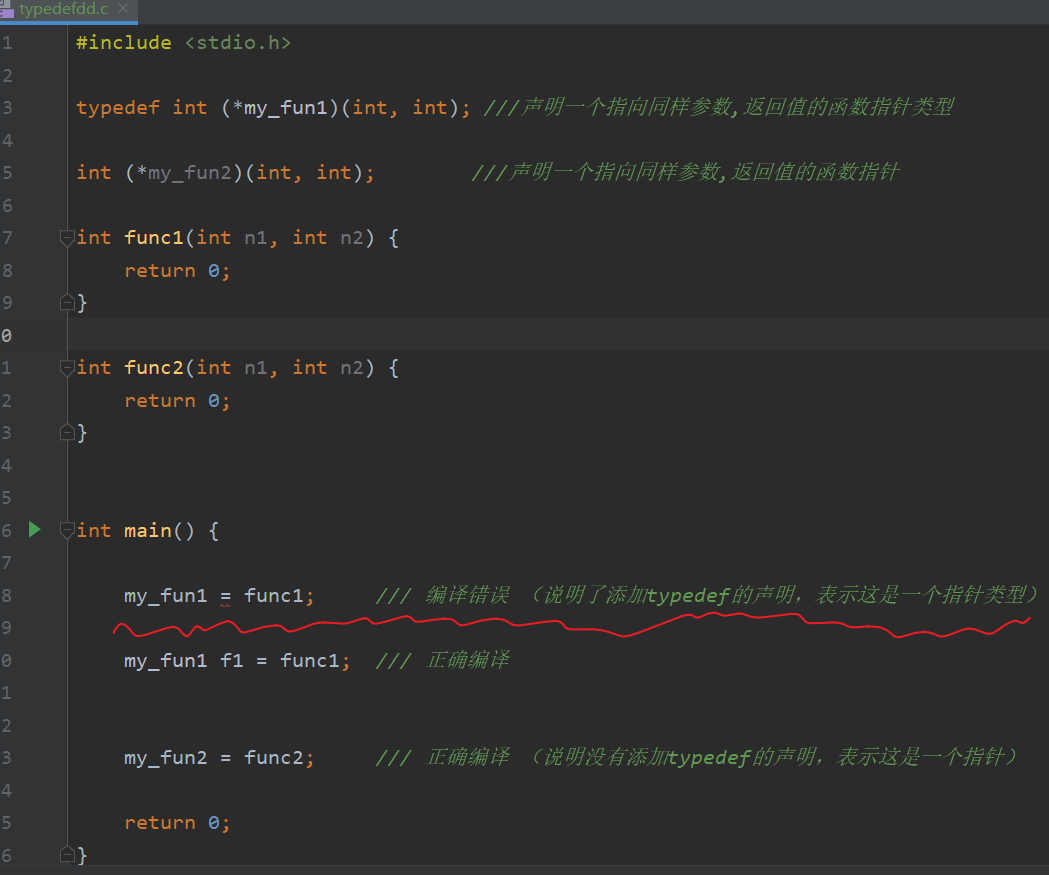 typedefdd.c ×
1 #include <stdio.h>
2
3 typedef int (*my_fun1)(int, int); ///声明一个指向同样参数,返回值的函数指针类型
4
5 int (*my_fun2)(int, int); ///声明一个指向同样参数,返回值的函数指针
6
7 int func1(int n1, int n2) {
8 return 0;
9 }
0
1 int func2(int n1, int n2) {
2 return 0;
3 }
4
5
6 int main() {
7
8 my_fun1 = func1; /// 编译错误 （说明了添加typedef的声明，表示这是一个指针类型）
9
0 my_fun1 f1 = func1; /// 正确编译
1
2
3 my_fun2 = func2; /// 正确编译 （说明没有添加typedef的声明，表示这是一个指针）
4
5 return 0;
6 }